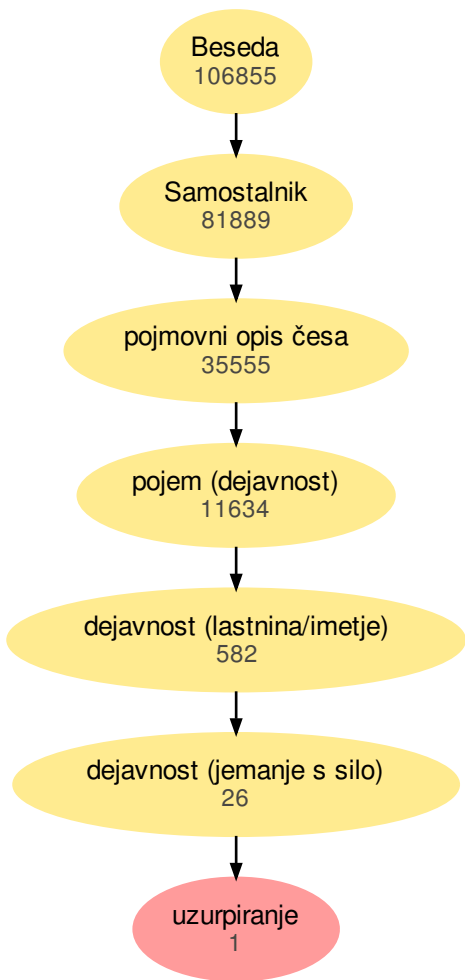 Beseda
106855
Samostalnik
81889
pojmovni opis česa
35555
pojem (dejavnost)
11634
dejavnost (lastnina/imetje)
582
dejavnost (jemanje s silo)
26
uzurpiranje
1